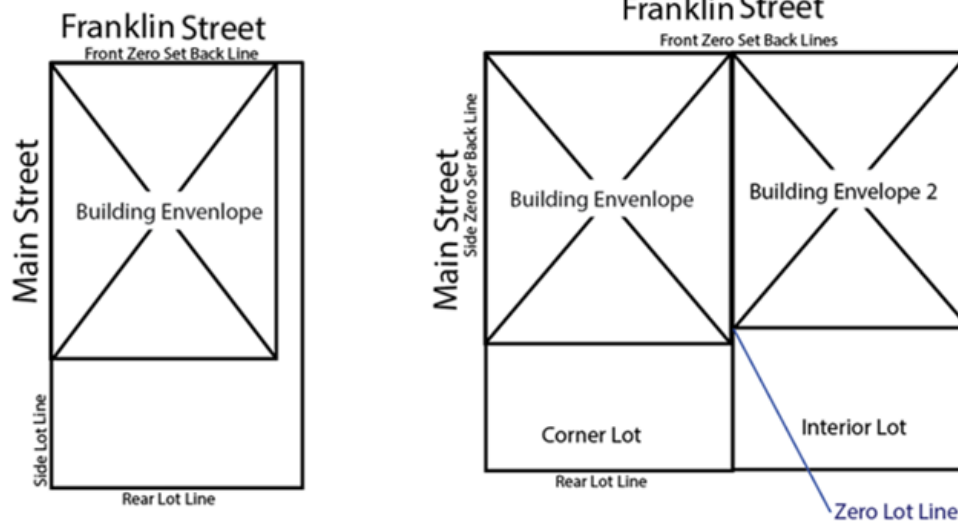 Franklin Street
Front Zero Set Back Line
Main Street
Building Envenlope
Side Lot Line
Rear Lot Line
Franklin Street
Front Zero Set Back Lines
Main Street
Side Zero Ser Back Line
Building Envenlope
Building Envelope 2
Corner Lot
Interior Lot
Rear Lot Line
Zero Lot Line